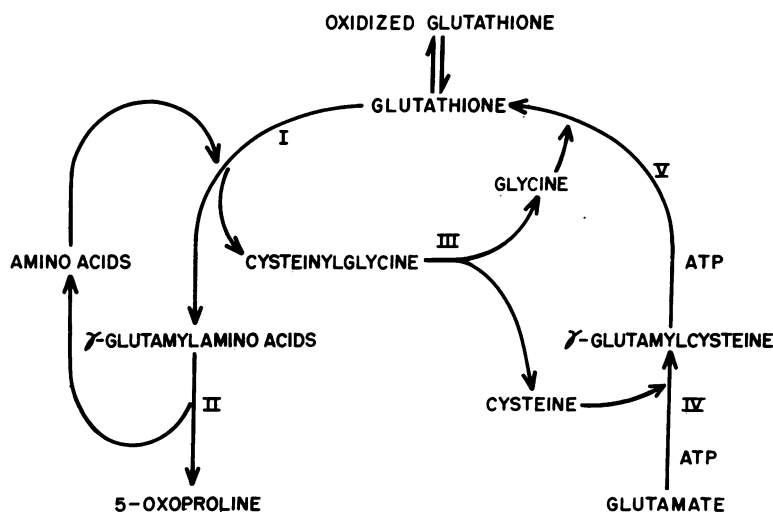 OXIDIZED GLUTATHIONE
GLUTATHIONE
I
V
GLYCINE
III
AMINO ACIDS
CYSTEINYLGLYCINE
ATP
γ-GLUTAMYLAMINO ACIDS
γ-GLUTAMYLCYSTEINE
II
CYSTEINE
IV
ATP
5-OXOPROLINE
GLUTAMATE